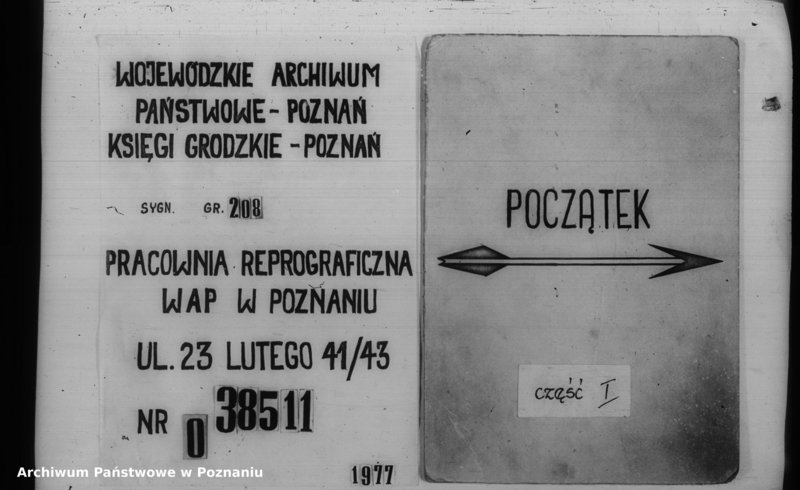 WOJEWÓDZKIE ARCHIWUM
PAŃSTWOWE - POZNAŃ
KSIĘGI GRODZKIE - POZNAŃ
SYGN. GR. 208
PRACOWNIA REPROGRAFICZNA
WAP W POZNANIU
UL. 23 LUTEGO 41/43
NR 0 38511
1977
POCZĄTEK
część I
Archiwum Państwowe w Poznaniu